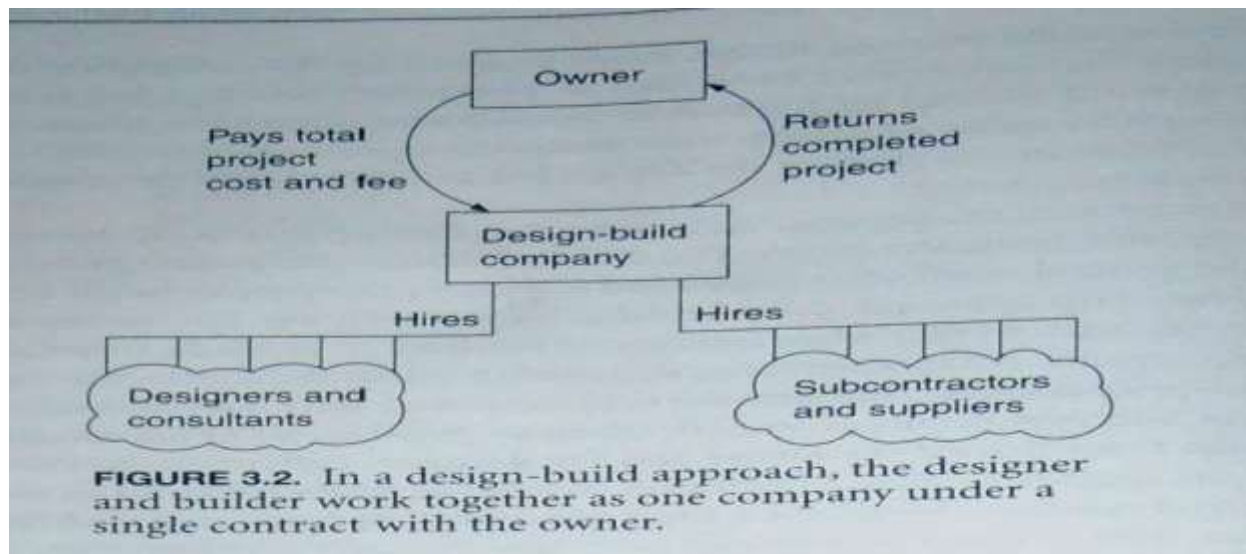 Owner
Pays total
project
cost and fee
Returns
completed
project
Design-build
company
Hires
Hires
Designers and
consultants
Subcontractors
and suppliers
FIGURE 3.2. In a design-build approach, the designer
and builder work together as one company under a
single contract with the owner.